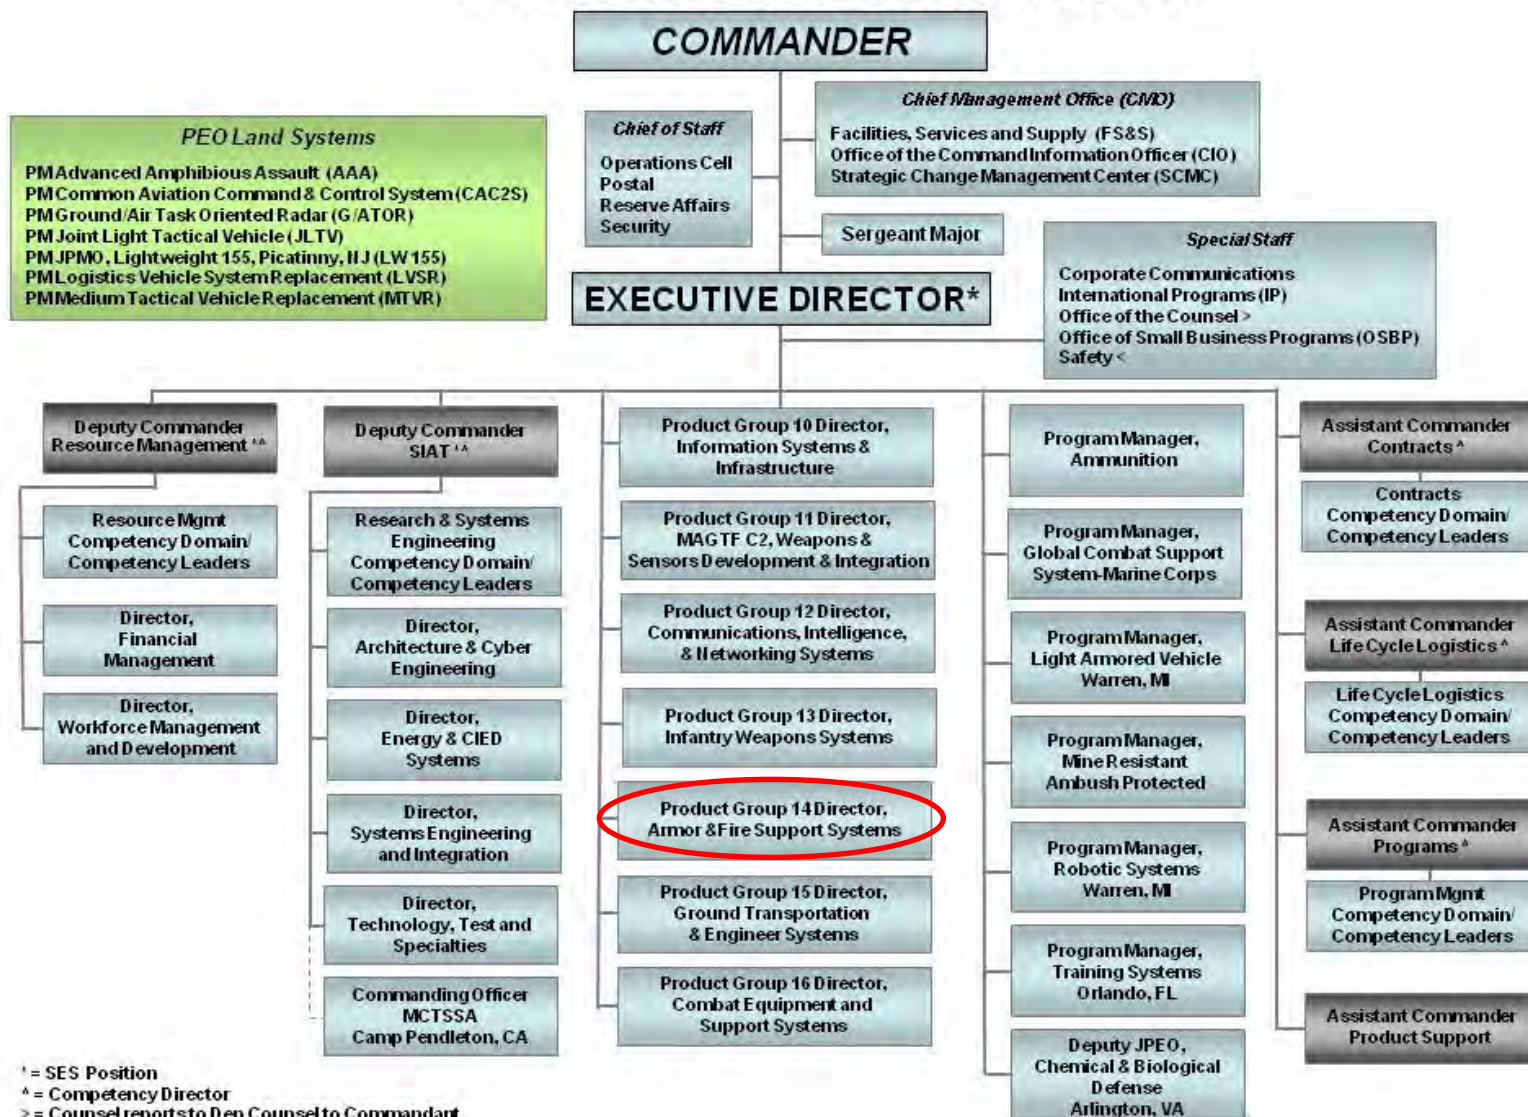 COMMANDER
Chief Management Office (CMO)
Facilities, Services and Supply (FS&S)
Office of the Command Information Officer (CIO)
Strategic Change Management Center (SCMC)
Chief of Staff
Operations Cell
Postal
Reserve Affairs
Security
PEO Land Systems
PM Advanced Amphibious Assault (AAA)
PM Common Aviation Command & Control System (CAC2S)
PM Ground/Air Task Oriented Radar (G/ATOR)
PM Joint Light Tactical Vehicle (JLTV)
PM JPMO, Lightweight 155, Picatinny, NJ (LW 155)
PM Logistics Vehicle System Replacement (LVSR)
PM Medium Tactical Vehicle Replacement (MTVR)
Sergeant Major
Special Staff
Corporate Communications
International Programs (IP)
Office of the Counsel >
Office of Small Business Programs (OSBP)
Safety <
EXECUTIVE DIRECTOR*
Deputy Commander
Resource Management *^
Resource Mgmt
Competency Domain/
Competency Leaders
Director,
Financial
Management
Director,
Workforce Management
and Development
Deputy Commander
SIAT *^
Research & Systems
Engineering
Competency Domain/
Competency Leaders
Director,
Architecture & Cyber
Engineering
Director,
Energy & CIED
Systems
Director,
Systems Engineering
and Integration
Director,
Technology, Test and
Specialties
Commanding Officer
MCTSSA
Camp Pendleton, CA
Product Group 10 Director,
Information Systems &
Infrastructure
Product Group 11 Director,
MAGTF C2, Weapons &
Sensors Development & Integration
Product Group 12 Director,
Communications, Intelligence,
& Networking Systems
Product Group 13 Director,
Infantry Weapons Systems
Product Group 14 Director,
Armor & Fire Support Systems
Product Group 15 Director,
Ground Transportation
& Engineer Systems
Product Group 16 Director,
Combat Equipment and
Support Systems
Program Manager,
Ammunition
Program Manager,
Global Combat Support
System-Marine Corps
Program Manager,
Light Armored Vehicle
Warren, MI
Program Manager,
Mine Resistant
Ambush Protected
Program Manager,
Robotic Systems
Warren, MI
Program Manager,
Training Systems
Orlando, FL
Deputy JPEO,
Chemical & Biological
Defense
Arlington, VA
Assistant Commander
Contracts ^
Contracts
Competency Domain/
Competency Leaders
Assistant Commander
Life Cycle Logistics ^
Life Cycle Logistics
Competency Domain/
Competency Leaders
Assistant Commander
Programs ^
Program Mgmt
Competency Domain/
Competency Leaders
Assistant Commander
Product Support
* = SES Position
^ = Competency Director
> = Counsel reports to Dep Counsel to Commandant